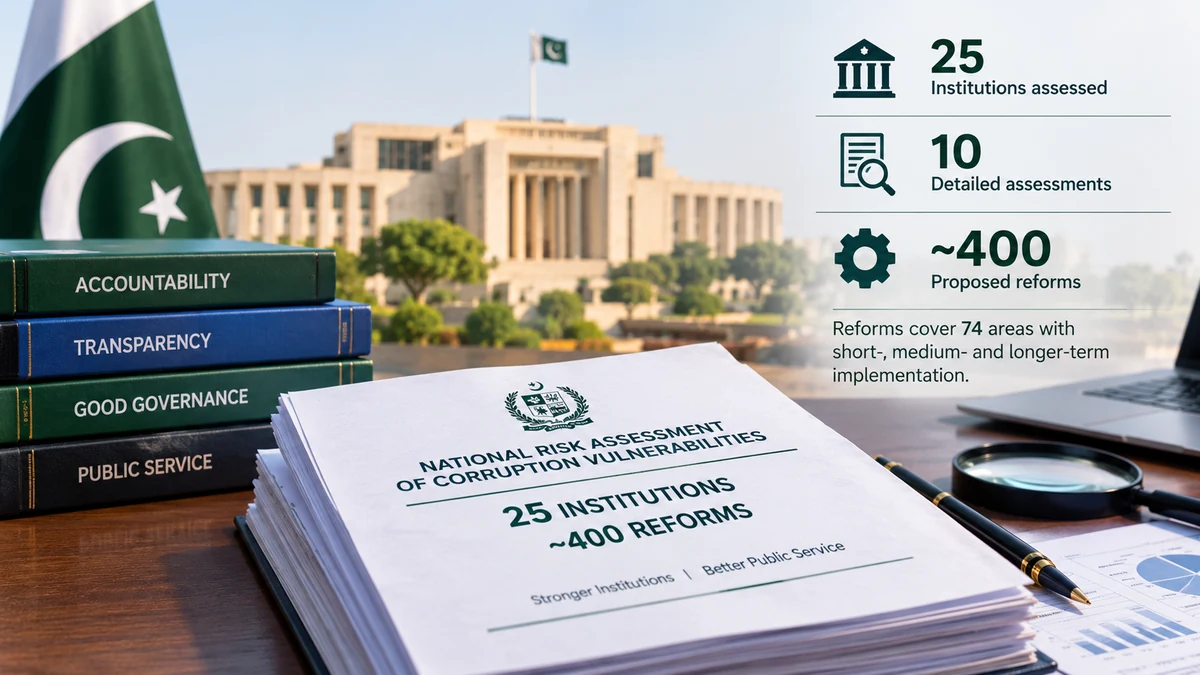 25
Institutions assessed
10
Detailed assessments
~400
Proposed reforms
Reforms cover 74 areas with
short-, medium- and longer-term
implementation.
ACCOUNTABILITY
TRANSPARENCY
GOOD GOVERNANCE
PUBLIC SERVICE
NATIONAL RISK ASSESSMENT
OF CORRUPTION VULNERABILITIES
25 INSTITUTIONS
~400 REFORMS
Stronger Institutions | Better Public Service